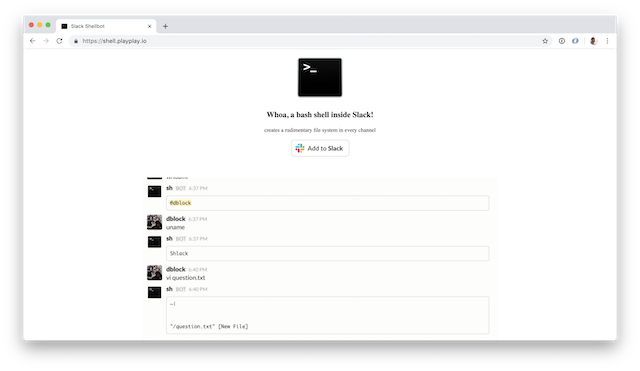 Slack Shellbot
https://shell.playplay.io
>_
Whoa, a bash shell inside Slack!
creates a rudimentary file system in every channel
Add to Slack
sh BOT 6:37 PM
@dblock
dblock 6:37 PM
uname
sh BOT 6:37 PM
Shlack
dblock 6:40 PM
vi question.txt
sh BOT 6:40 PM
"/question.txt" [New File]